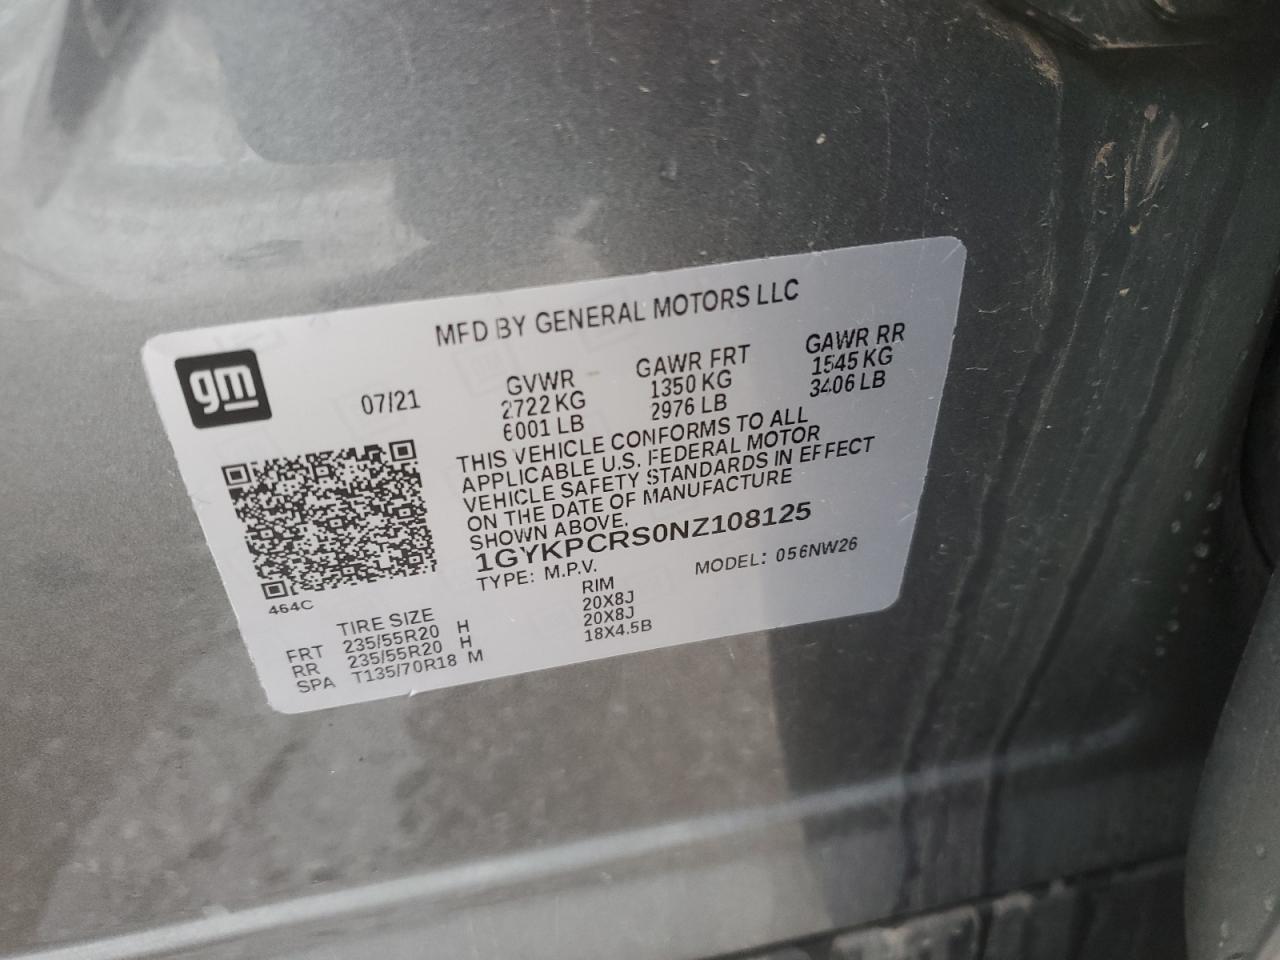 MFD BY GENERAL MOTORS LLC
gm
07/21
GVWR
2722 KG
6001 LB
GAWR FRT
1350 KG
2976 LB
GAWR RR
1545 KG
3406 LB
THIS VEHICLE CONFORMS TO ALL
APPLICABLE U.S. FEDERAL MOTOR
VEHICLE SAFETY STANDARDS IN EFFECT
ON THE DATE OF MANUFACTURE
SHOWN ABOVE.
1GYKPCRS0NZ108125
TYPE: M.P.V.
MODEL: 056NW26
464C
TIRE SIZE RIM
FRT 235/55R20 H 20X8J
RR 235/55R20 H 20X8J
SPA T135/70R18 M 18X4.5B